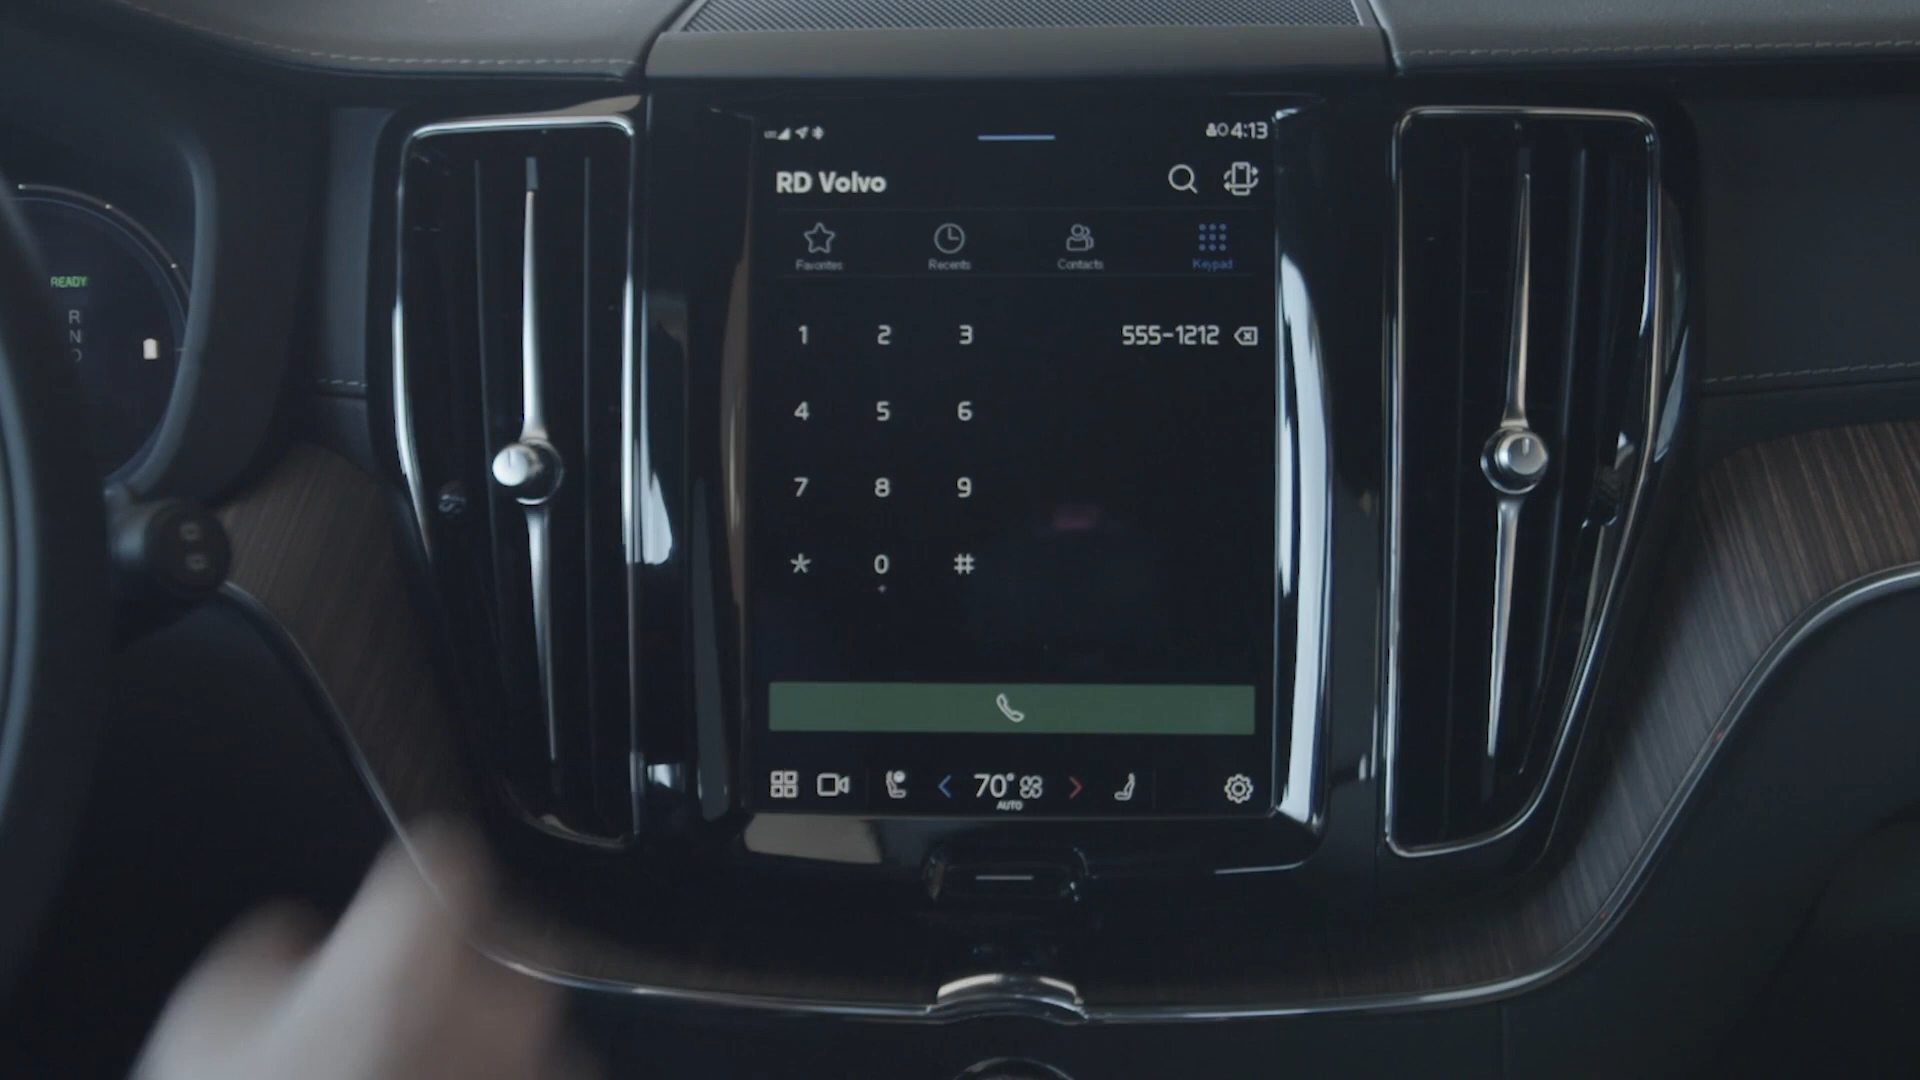 4:13
RD Volvo
Favorites Recents Contacts Keypad
READY
R
N
D
1 2 3 555-1212
4 5 6
7 8 9
* 0 #
+
70°
AUTO